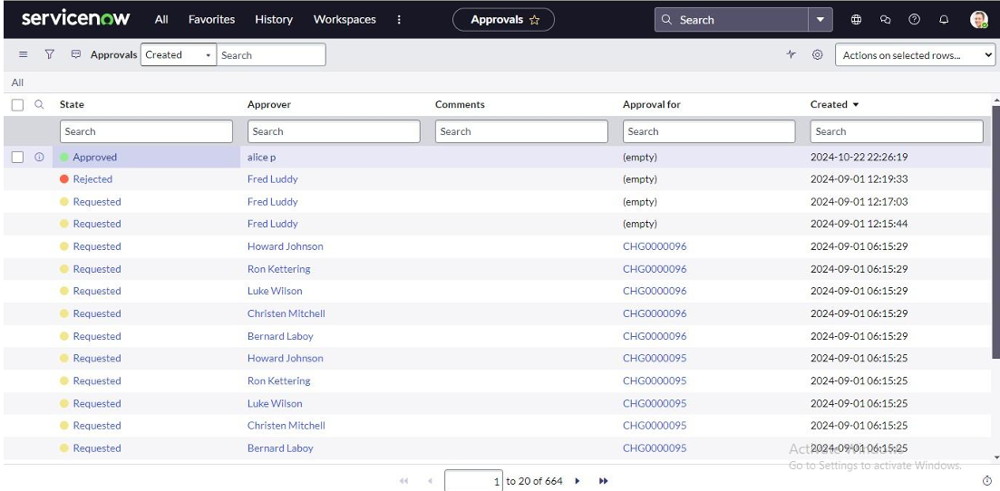 servicenow All Favorites History Workspaces Approvals Search
Approvals Created Search Actions on selected rows...
All
State Approver Comments Approval for Created
Search Search Search Search Search
Approved alice p (empty) 2024-10-22 22:26:19
Rejected Fred Luddy (empty) 2024-09-01 12:19:33
Requested Fred Luddy (empty) 2024-09-01 12:17:03
Requested Fred Luddy (empty) 2024-09-01 12:15:44
Requested Howard Johnson CHG0000096 2024-09-01 06:15:29
Requested Ron Kettering CHG0000096 2024-09-01 06:15:29
Requested Luke Wilson CHG0000096 2024-09-01 06:15:29
Requested Christen Mitchell CHG0000096 2024-09-01 06:15:29
Requested Bernard Laboy CHG0000096 2024-09-01 06:15:29
Requested Howard Johnson CHG0000095 2024-09-01 06:15:25
Requested Ron Kettering CHG0000095 2024-09-01 06:15:25
Requested Luke Wilson CHG0000095 2024-09-01 06:15:25
Requested Christen Mitchell CHG0000095 2024-09-01 06:15:25
Requested Bernard Laboy CHG0000095 2024-09-01 06:15:25
Activate Windows
Go to Settings to activate Windows.
1 to 20 of 664